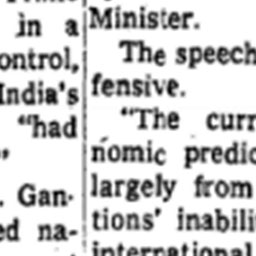 in a
ontrol,
India's
"had
"
. Gan-
ed na-
Minister.
The speech
fensive.
"The curr
nomic predic
largely from
tions' inabili
international